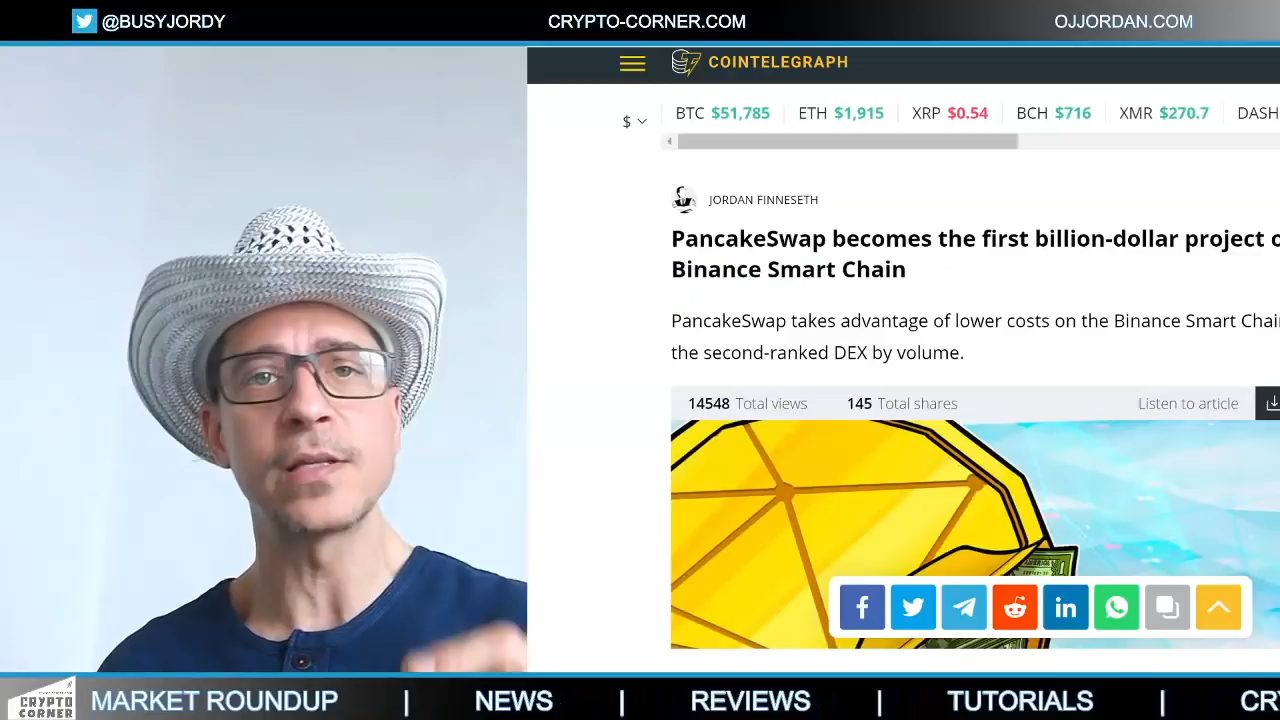 @BUSYJORDY
CRYPTO-CORNER.COM
OJJORDAN.COM
COINTELEGRAPH
$
BTC $51,785 ETH $1,915 XRP $0.54 BCH $716 XMR $270.7 DASH
JORDAN FINNESETH
PancakeSwap becomes the first billion-dollar project o
Binance Smart Chain
PancakeSwap takes advantage of lower costs on the Binance Smart Chai
the second-ranked DEX by volume.
14548 Total views 145 Total shares Listen to article
CRYPTO
CORNER
MARKET ROUNDUP | NEWS | REVIEWS | TUTORIALS | CR